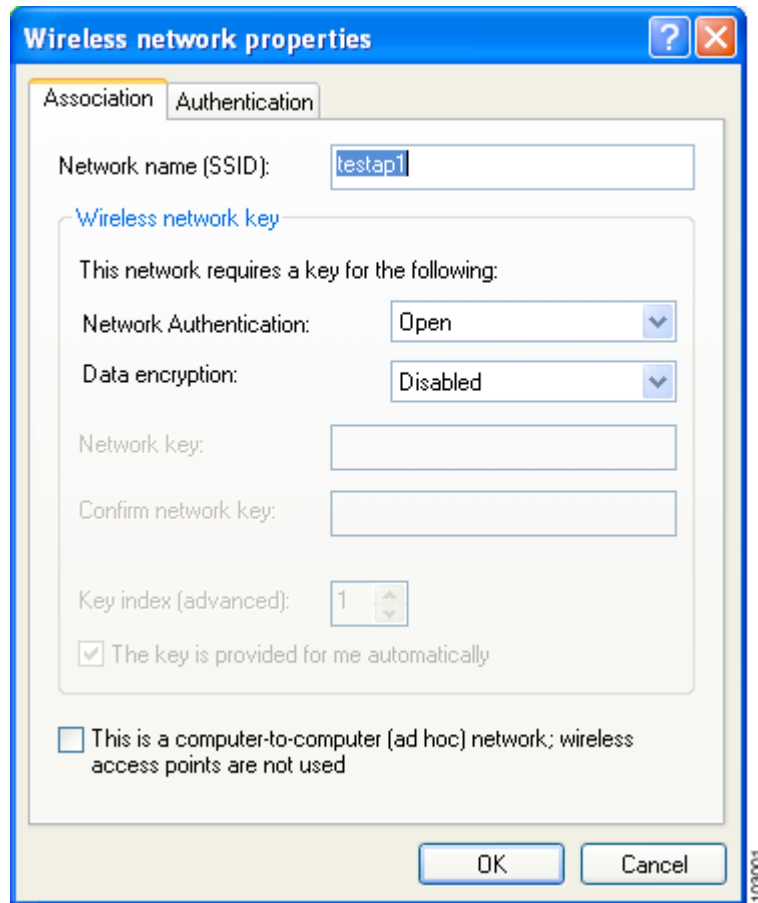 Wireless network properties
Association
Authentication
Network name (SSID):
testap1
Wireless network key
This network requires a key for the following:
Network Authentication:
Open
Data encryption:
Disabled
Network key:
Confirm network key:
Key index (advanced):
1
The key is provided for me automatically
This is a computer-to-computer (ad hoc) network; wireless
access points are not used
OK
Cancel
103001